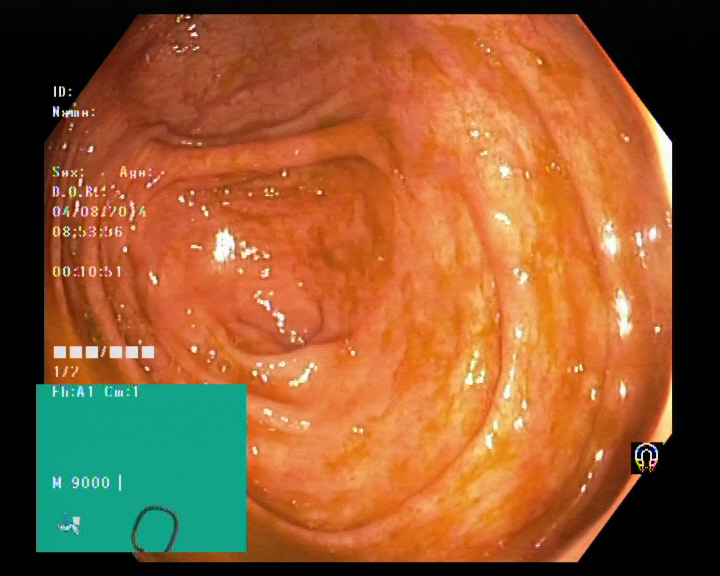 ID:
Name:
Sex: Age:
D.O.B.:
04/08/2014
08:53:56
00:10:51
■■■/■■■
1/2
Eh:A1 Cm:1
M 9000